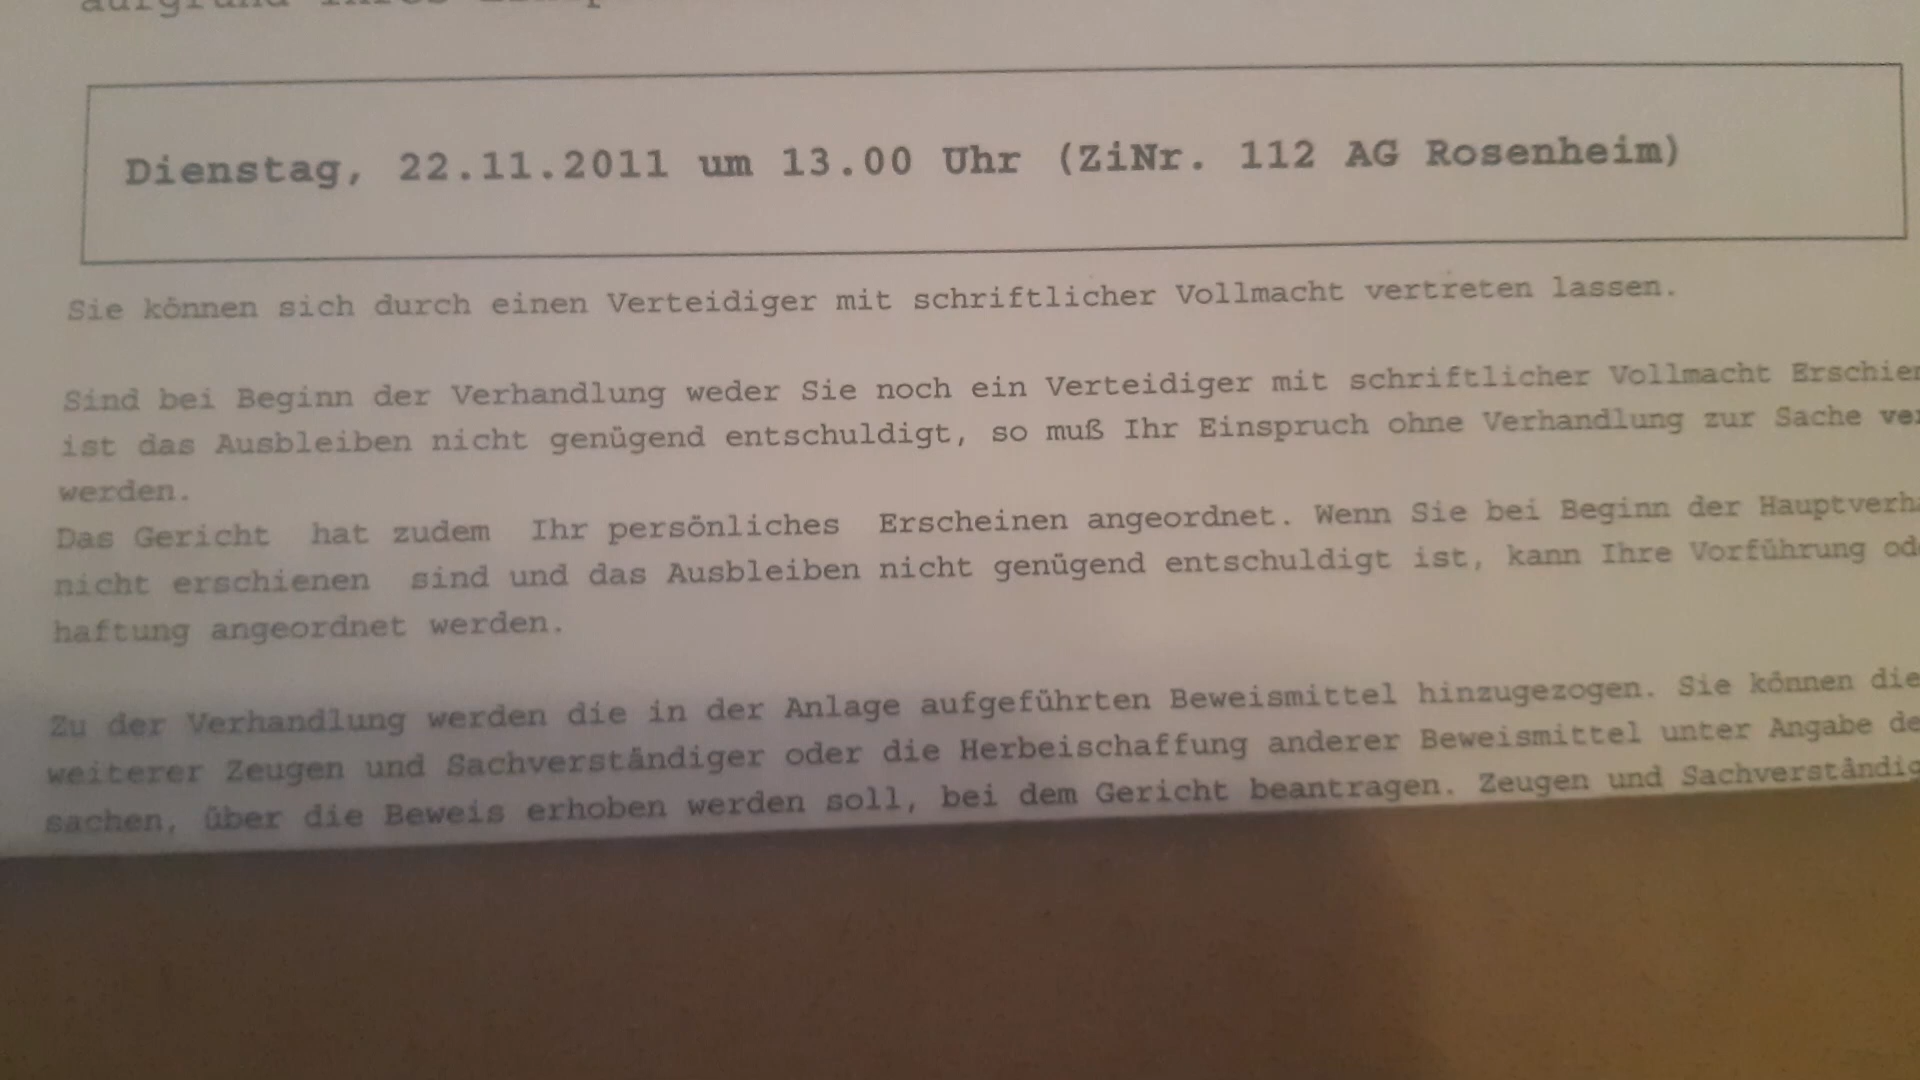 aufgrund Ihres
Dienstag, 22.11.2011 um 13.00 Uhr (ZiNr. 112 AG Rosenheim)
Sie können sich durch einen Verteidiger mit schriftlicher Vollmacht vertreten lassen.
Sind bei Beginn der Verhandlung weder Sie noch ein Verteidiger mit schriftlicher Vollmacht
ist das Ausbleiben nicht genügend entschuldigt, so muß Ihr Einspruch ohne Verhandlung zur Sache
werden.
Das Gericht hat zudem Ihr persönliches Erscheinen angeordnet. Wenn Sie bei Beginn der
nicht erschienen sind und das Ausbleiben nicht genügend entschuldigt ist, kann Ihre Vorführung
haftung angeordnet werden.
Zu der Verhandlung werden die in der Anlage aufgeführten Beweismittel hinzugezogen. Sie können die
weiterer Zeugen und Sachverständiger oder die Herbeischaffung anderer Beweismittel unter Angabe
sachen, über die Beweis erhoben werden soll, bei dem Gericht beantragen. Zeugen und